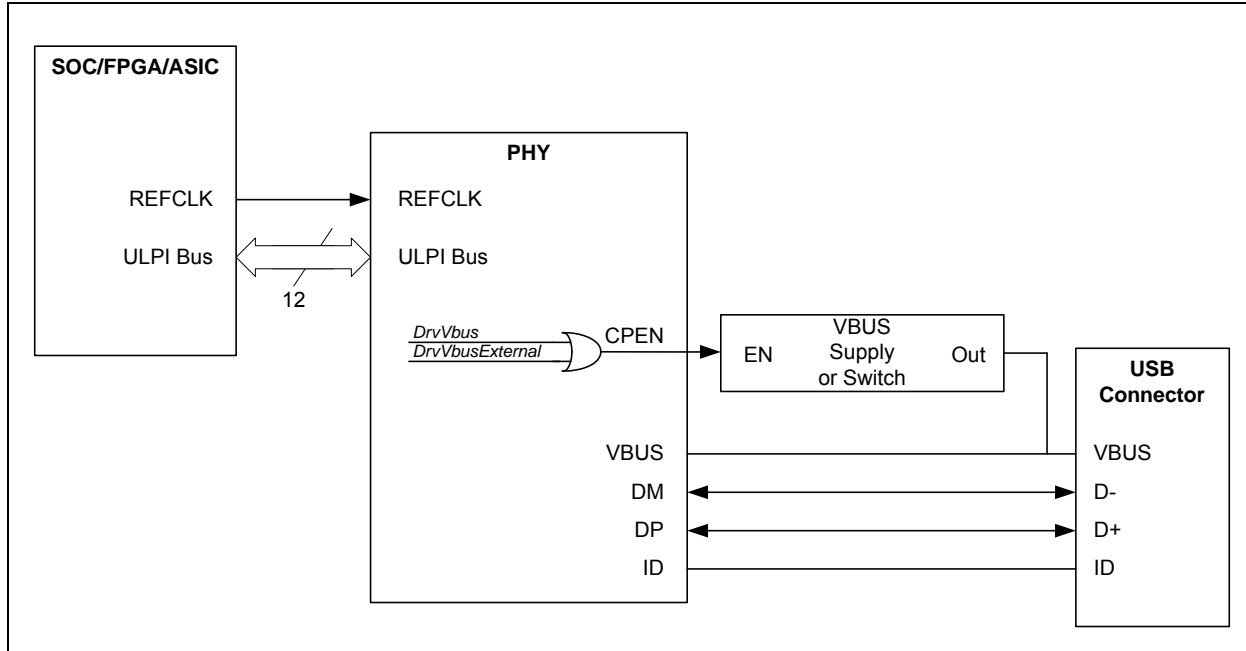 SOC/FPGA/ASIC
REFCLK
ULPI Bus
12
PHY
REFCLK
ULPI Bus
DrvVbus
DrvVbusExternal
CPEN
VBUS
DM
DP
ID
EN
VBUS
Supply
or Switch
Out
USB
Connector
VBUS
D-
D+
ID